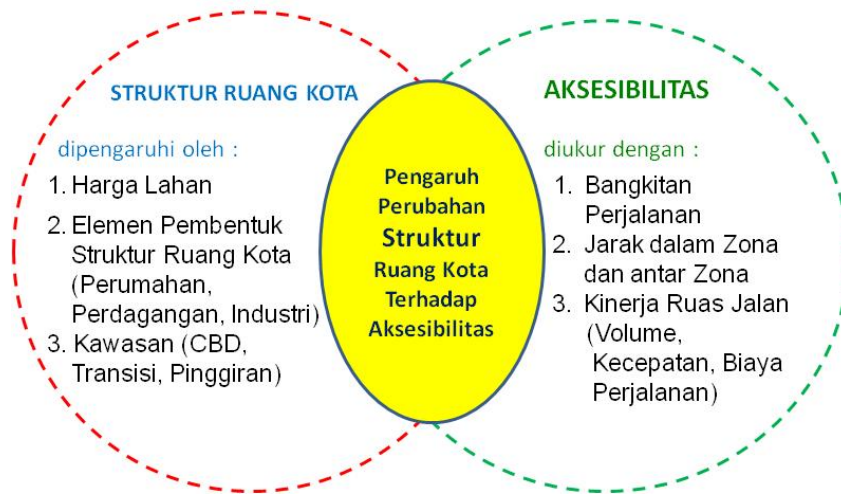 STRUKTUR RUANG KOTA
dipengaruhi oleh :
1. Harga Lahan
2. Elemen Pembentuk
Struktur Ruang Kota
(Perumahan,
Perdagangan, Industri)
3. Kawasan (CBD,
Transisi, Pinggiran)
Pengaruh
Perubahan
Struktur
Ruang Kota
Terhadap
Aksesibilitas
AKSESIBILITAS
diukur dengan :
1. Bangkitan
Perjalanan
2. Jarak dalam Zona
dan antar Zona
3. Kinerja Ruas Jalan
(Volume,
Kecepatan, Biaya
Perjalanan)